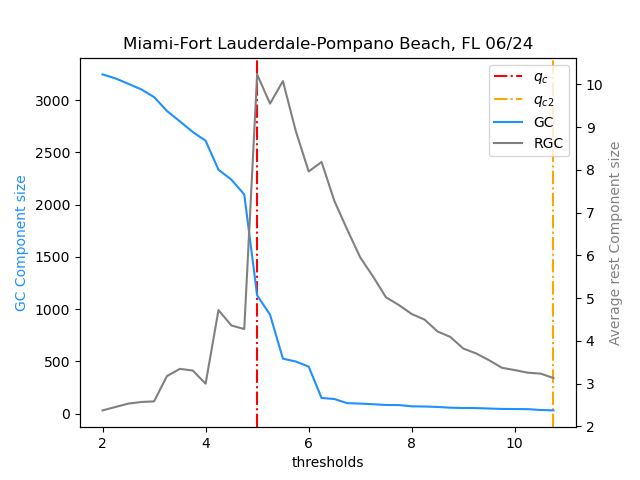 Miami-Fort Lauderdale-Pompano Beach, FL 06/24
q_c
q_c2
GC
RGC
GC Component size
3000
2500
2000
1500
1000
500
0
10
9
8
7
6
5
4
3
2
Average rest Component size
2 4 6 8 10
thresholds